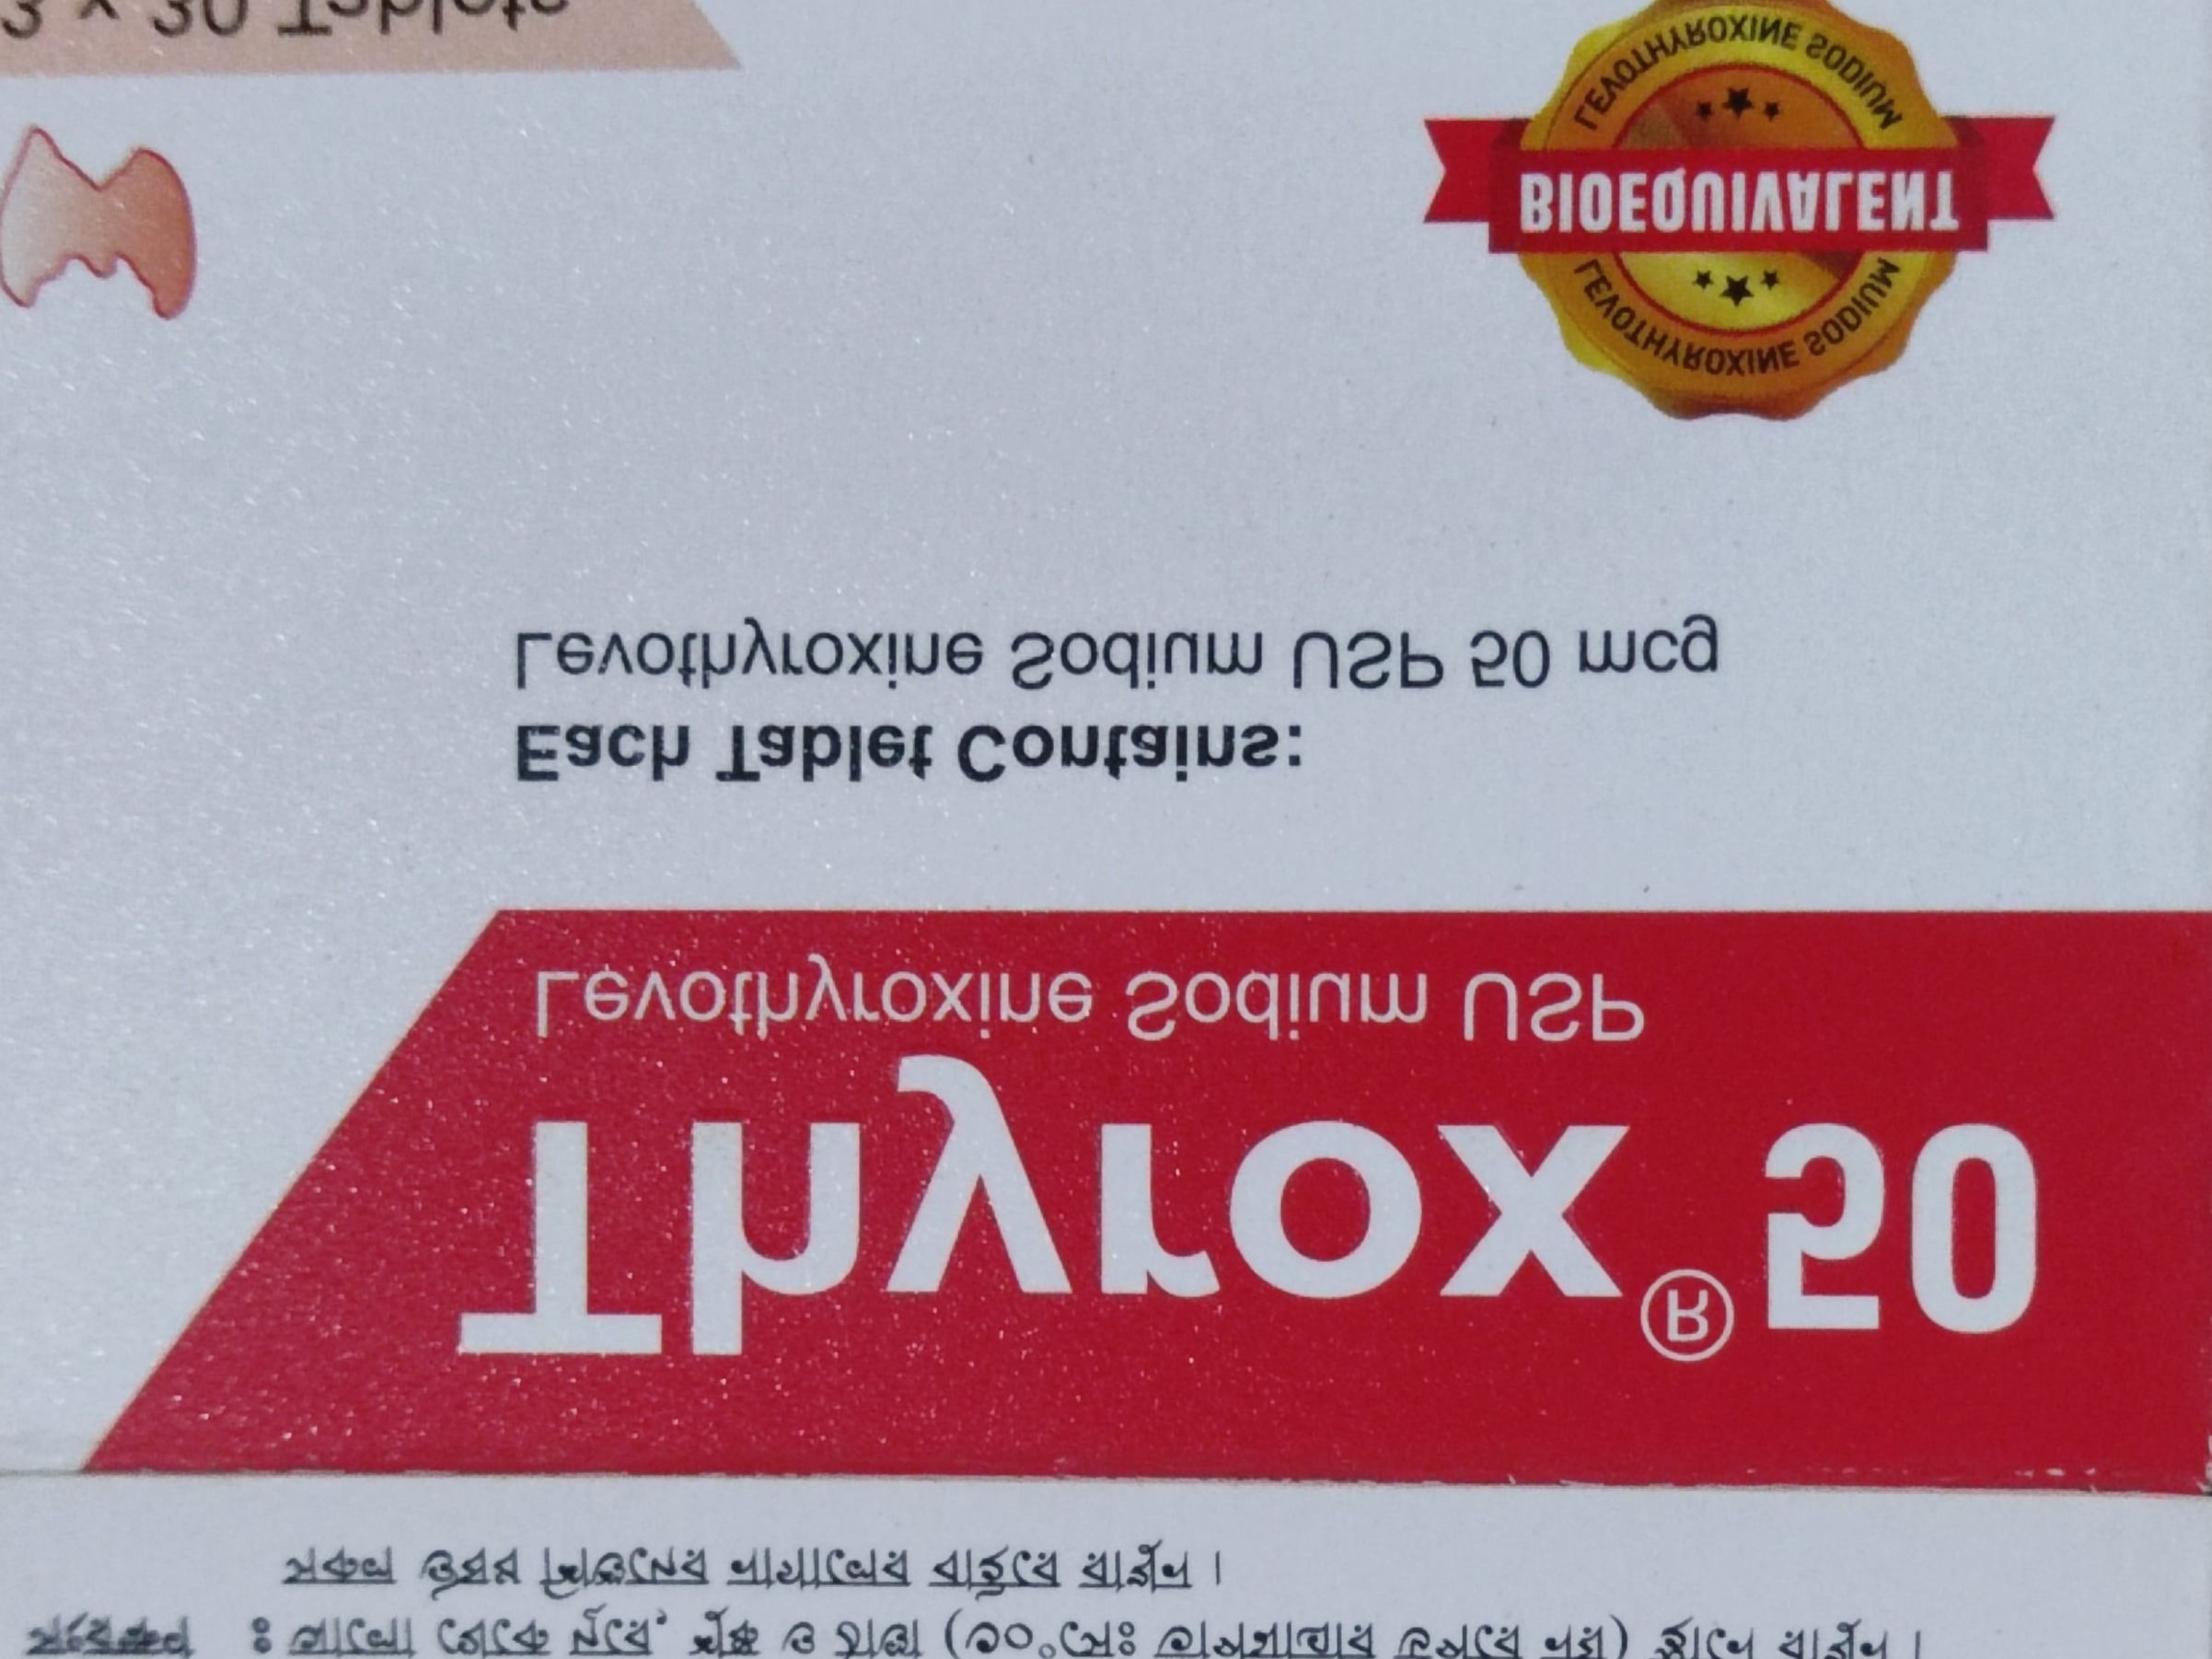 সংরক্ষণ : আলো থেকে দূরে, শুষ্ক ও ঠান্ডা (৩০°সেঃ তাপমাত্রার উপরে নয়) স্থানে রাখুন।
সকল ঔষধ শিশুদের নাগালের বাইরে রাখুন।
Thyrox® 50
Levothyroxine Sodium USP
Each Tablet Contains:
Levothyroxine Sodium USP 50 mcg
LEVOTHYROXINE SODIUM
BIOEQUIVALENT
LEVOTHYROXINE SODIUM
3 x 30 Tablets